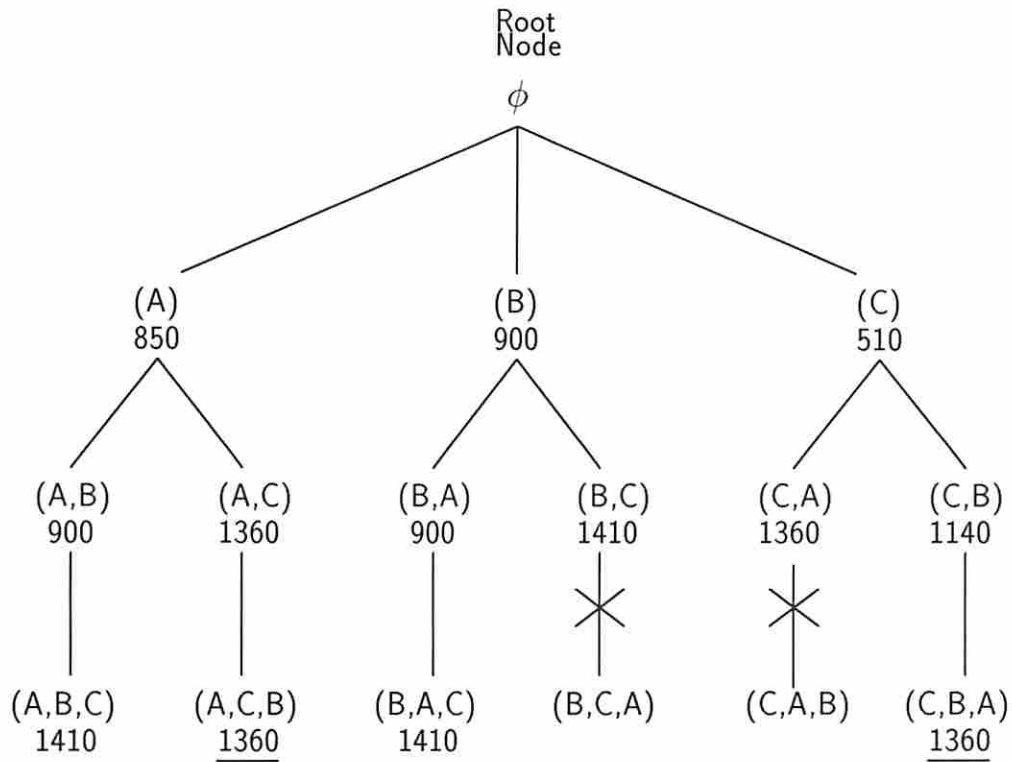 Root
Node
ϕ
(A) (B) (C)
850 900 510
(A,B) (A,C) (B,A) (B,C) (C,A) (C,B)
900 1360 900 1410 1360 1140
(A,B,C) (A,C,B) (B,A,C) (B,C,A) (C,A,B) (C,B,A)
1410 1360 1410 1360